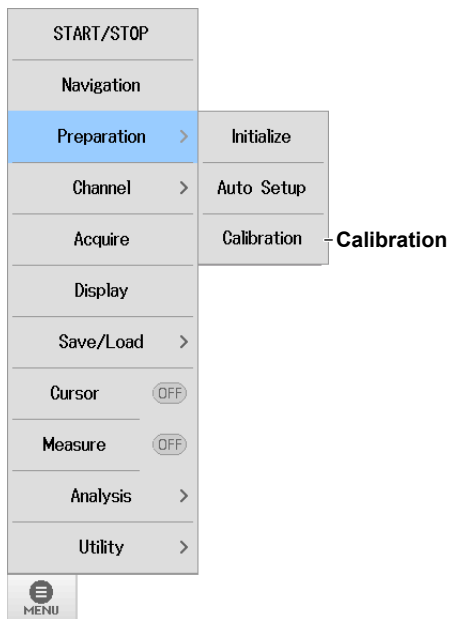 START/STOP
Navigation
Preparation
Initialize
Channel
Auto Setup
Acquire
Calibration
Calibration
Display
Save/Load
Cursor OFF
Measure OFF
Analysis
Utility
MENU